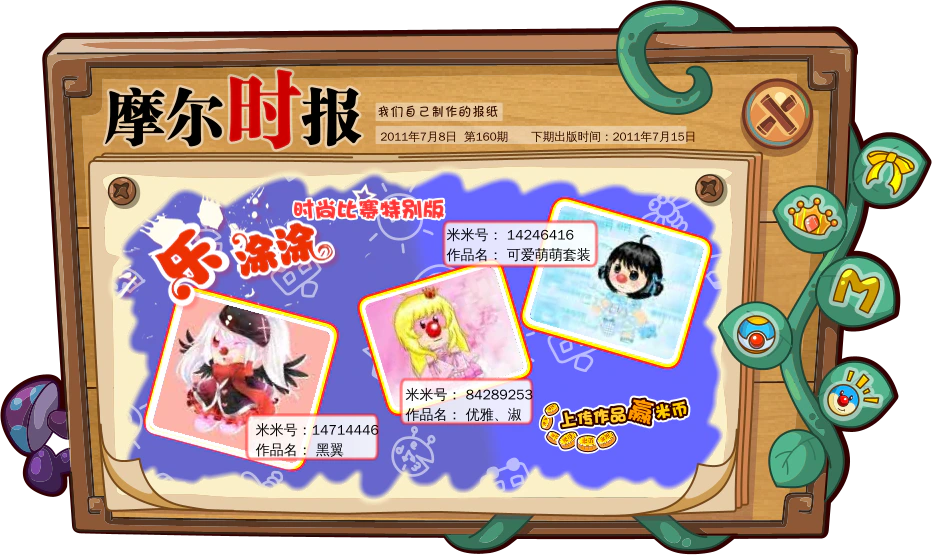 摩尔时报
我们自己制作的报纸
2011年7月8日 第160期 下期出版时间：2011年7月15日
时尚比赛特别版
乐涂涂
米米号： 14246416
作品名： 可爱萌萌套装
米米号： 84289253
作品名： 优雅、淑
米米号：14714446
作品名： 黑翼
上传作品赢米币
M